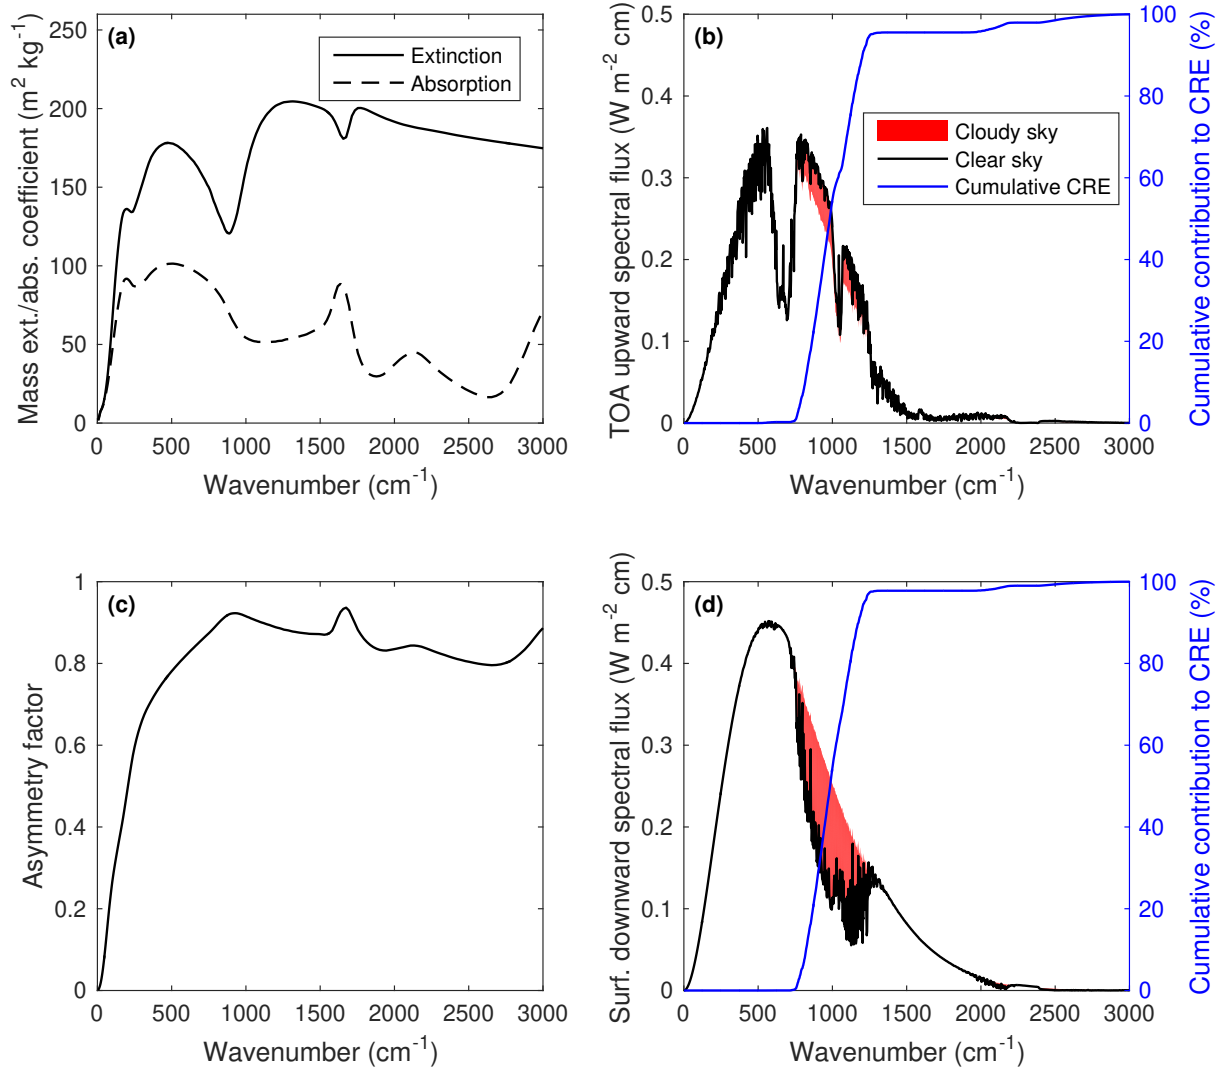 (a)
Extinction
Absorption
Mass ext./abs. coefficient (m2 kg-1)
250
200
150
100
50
0
0 500 1000 1500 2000 2500 3000
Wavenumber (cm-1)
(b)
Cloudy sky
Clear sky
Cumulative CRE
TOA upward spectral flux (W m-2 cm)
0.5
0.4
0.3
0.2
0.1
0
0 500 1000 1500 2000 2500 3000
Wavenumber (cm-1)
100
80
60
40
20
0
Cumulative contribution to CRE (%)
(c)
Asymmetry factor
1
0.8
0.6
0.4
0.2
0
0 500 1000 1500 2000 2500 3000
Wavenumber (cm-1)
(d)
Surf. downward spectral flux (W m-2 cm)
0.5
0.4
0.3
0.2
0.1
0
0 500 1000 1500 2000 2500 3000
Wavenumber (cm-1)
100
80
60
40
20
0
Cumulative contribution to CRE (%)